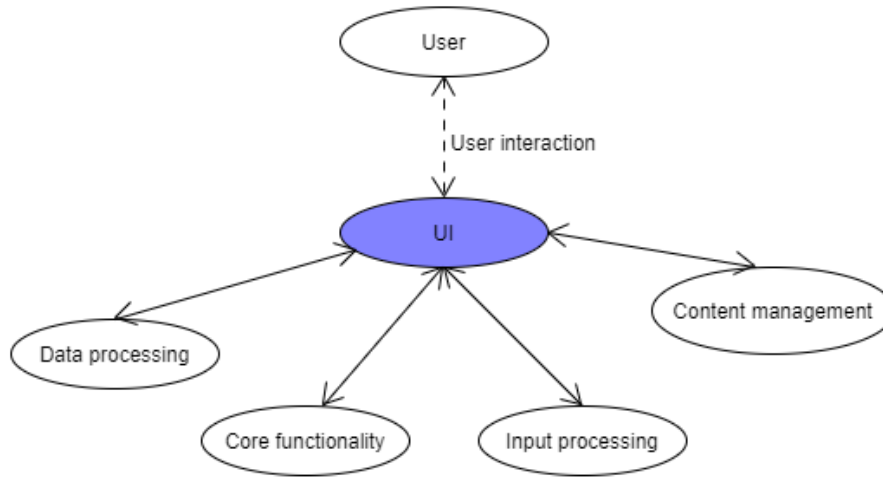 User
User interaction
UI
Content management
Data processing
Core functionality
Input processing